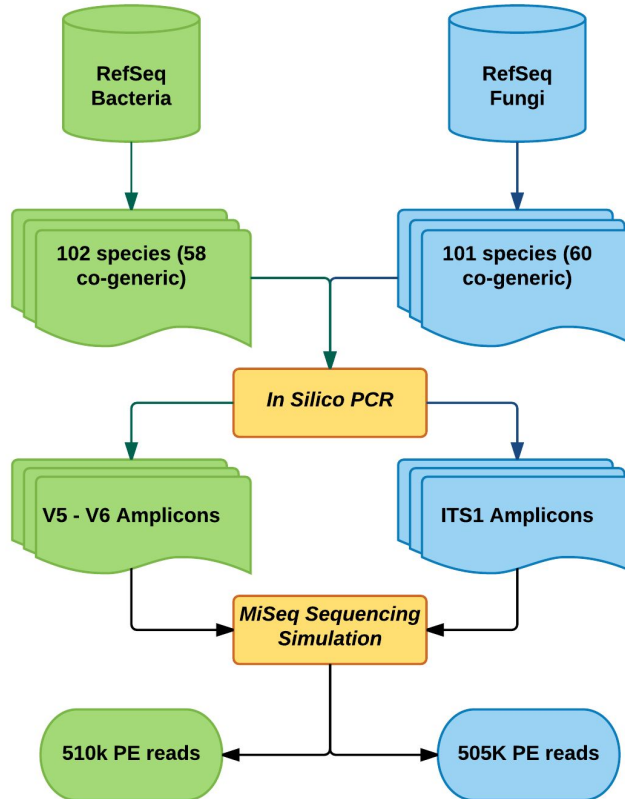 RefSeq
Bacteria
RefSeq
Fungi
102 species (58
co-generic)
101 species (60
co-generic)
In Silico PCR
V5 - V6 Amplicons
ITS1 Amplicons
MiSeq Sequencing
Simulation
510k PE reads
505K PE reads